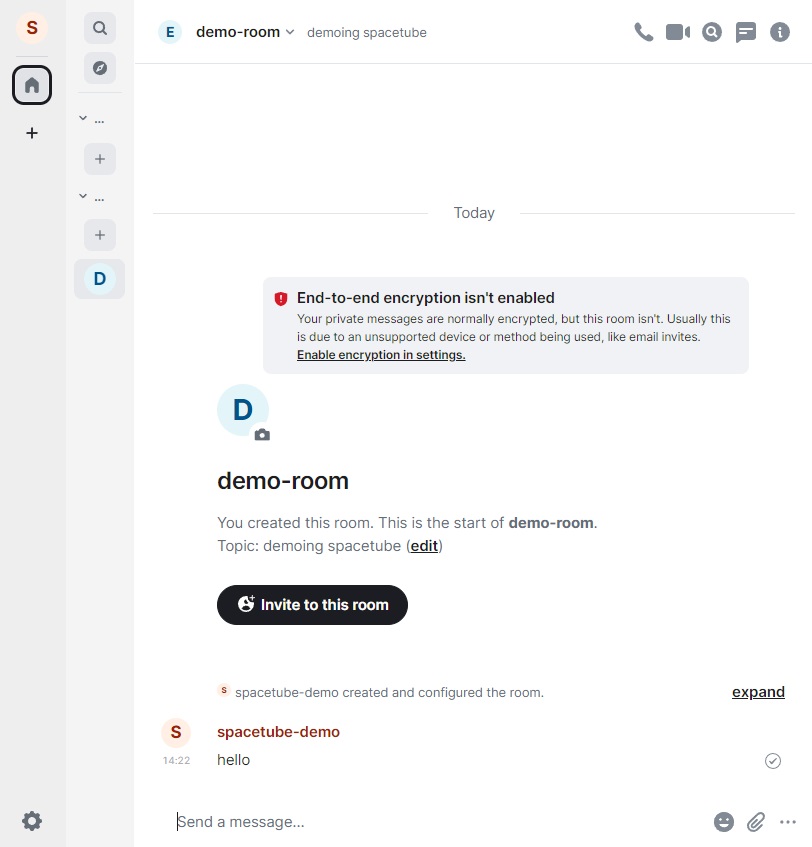 S
E demo-room demoing spacetube
...
...
D
Today
End-to-end encryption isn't enabled
Your private messages are normally encrypted, but this room isn't. Usually this
is due to an unsupported device or method being used, like email invites.
Enable encryption in settings.
D
demo-room
You created this room. This is the start of demo-room.
Topic: demoing spacetube (edit)
Invite to this room
S spacetube-demo created and configured the room. expand
S spacetube-demo
14:22 hello
Send a message...